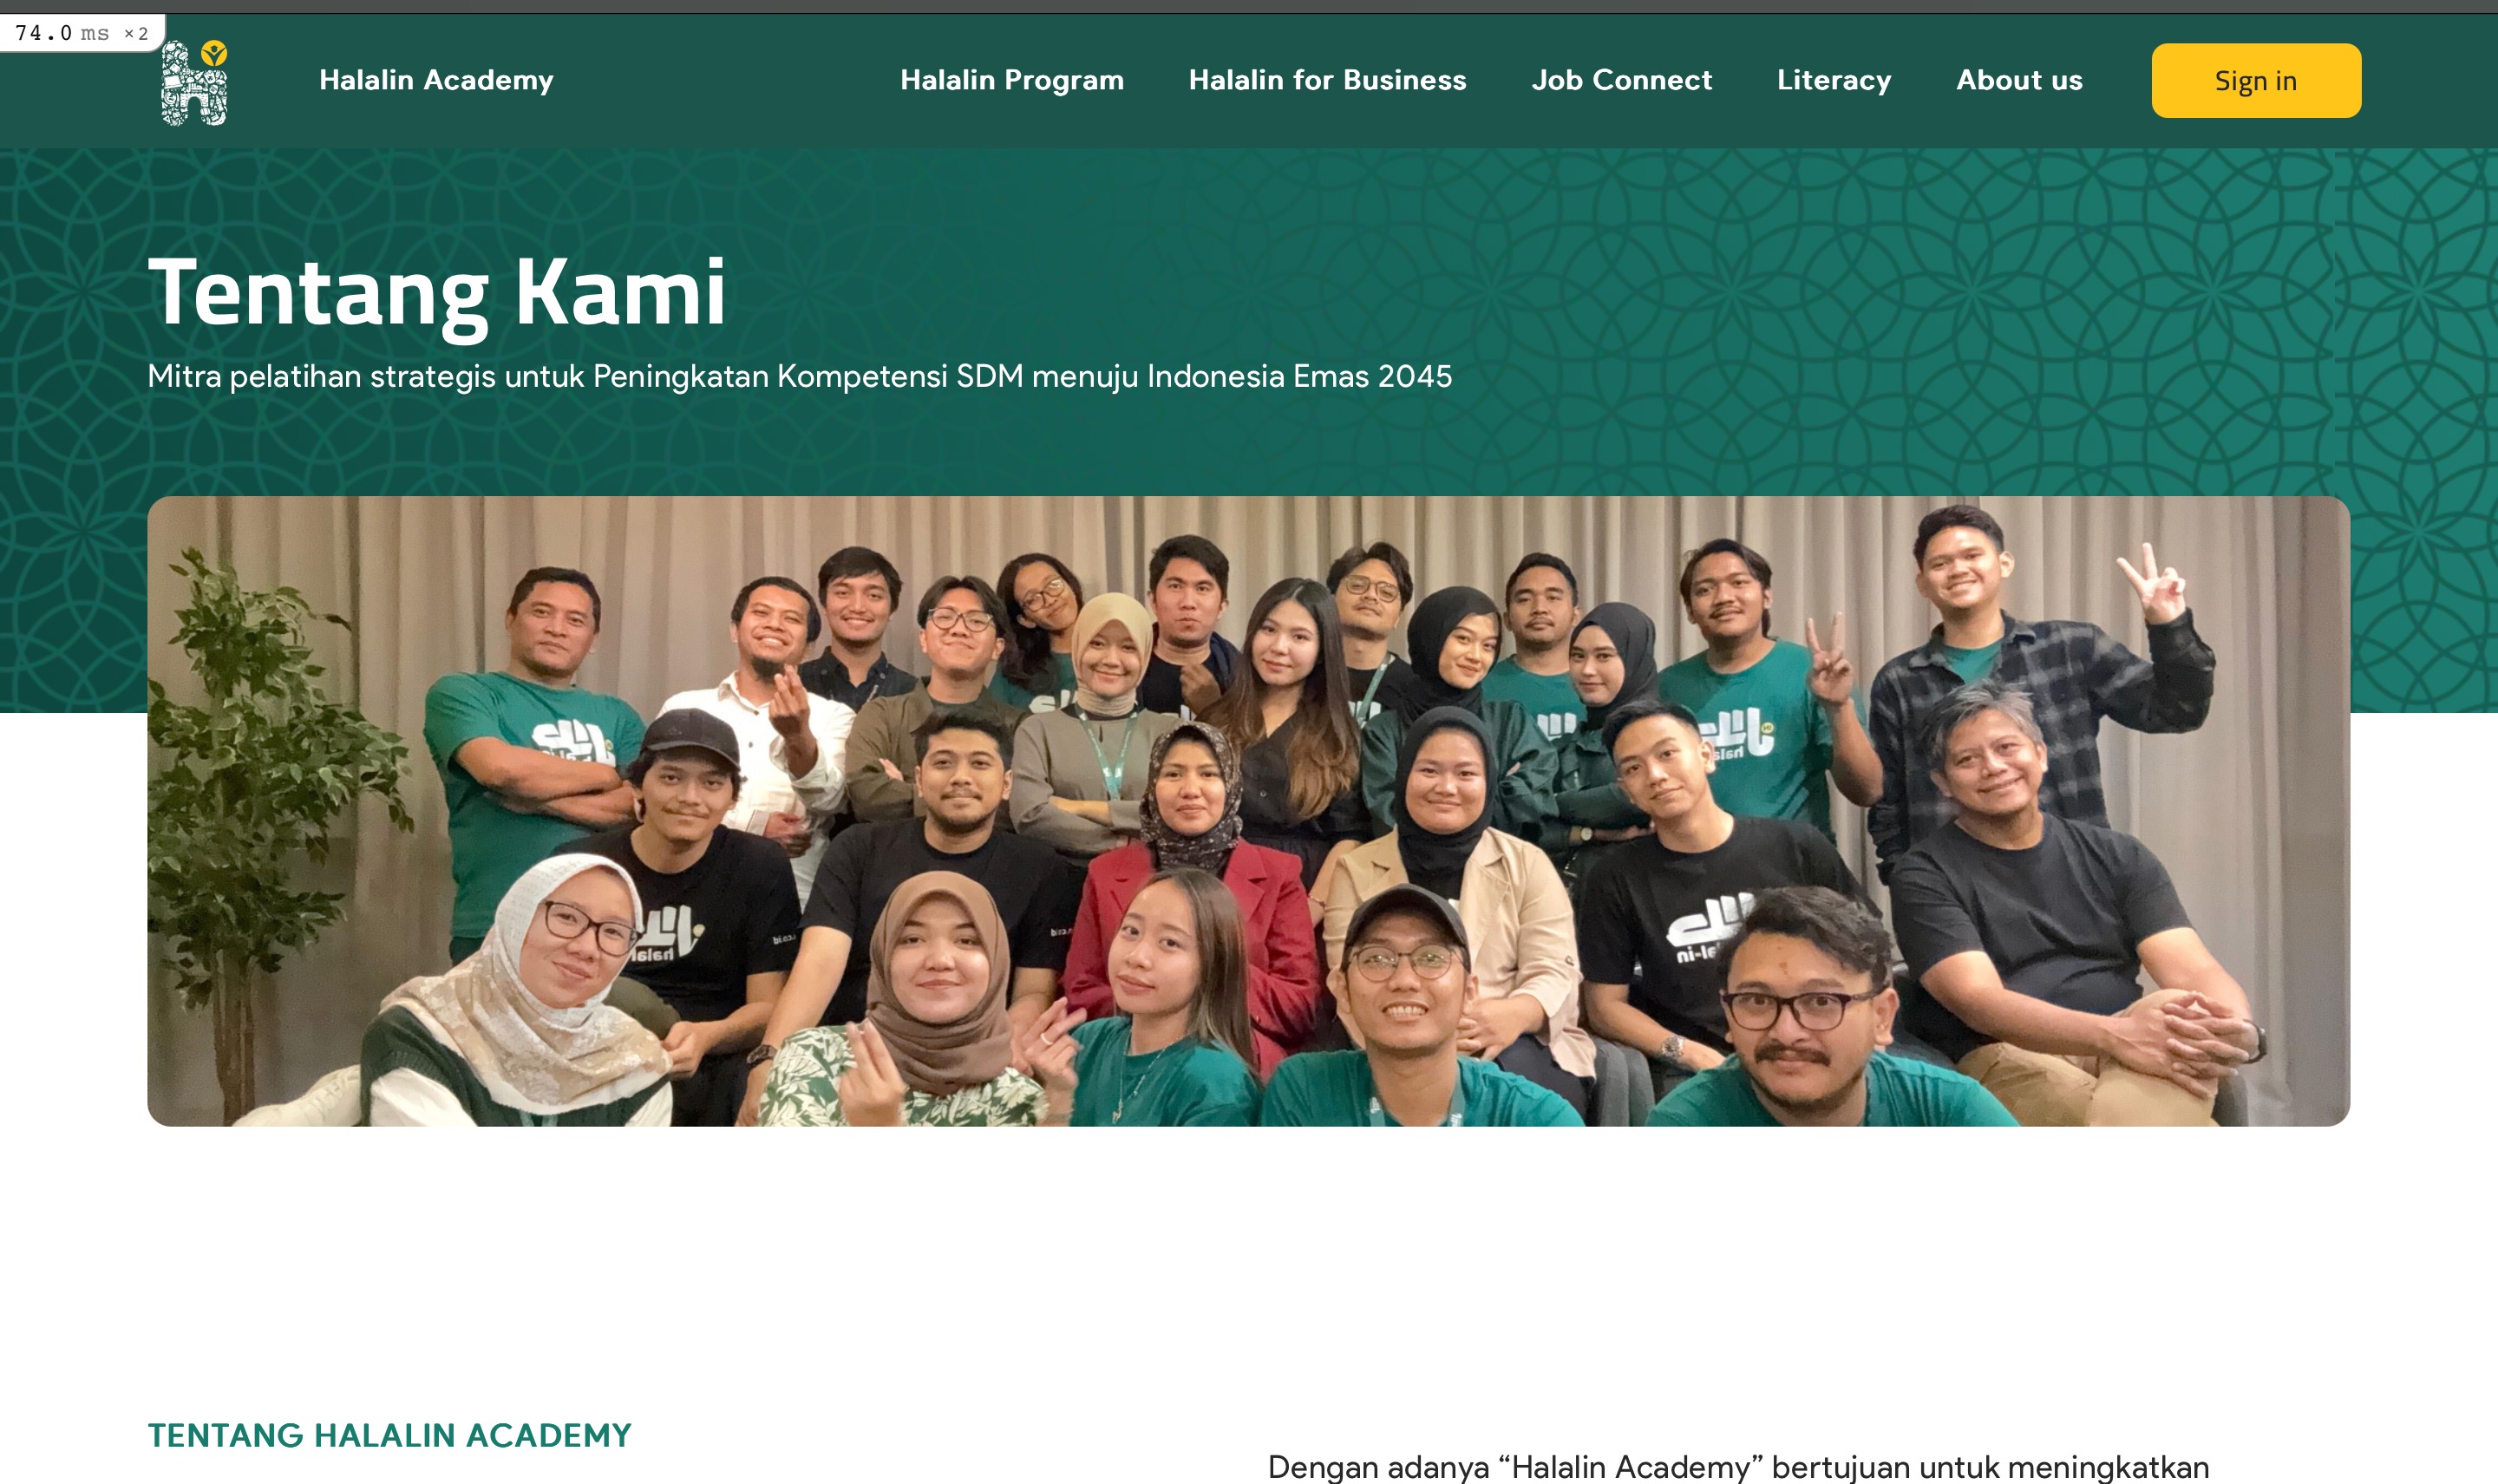 74.0 ms ×2
Halalin Academy
Halalin Program
Halalin for Business
Job Connect
Literacy
About us
Sign in
Tentang Kami
Mitra pelatihan strategis untuk Peningkatan Kompetensi SDM menuju Indonesia Emas 2045
TENTANG HALALIN ACADEMY
Dengan adanya “Halalin Academy” bertujuan untuk meningkatkan